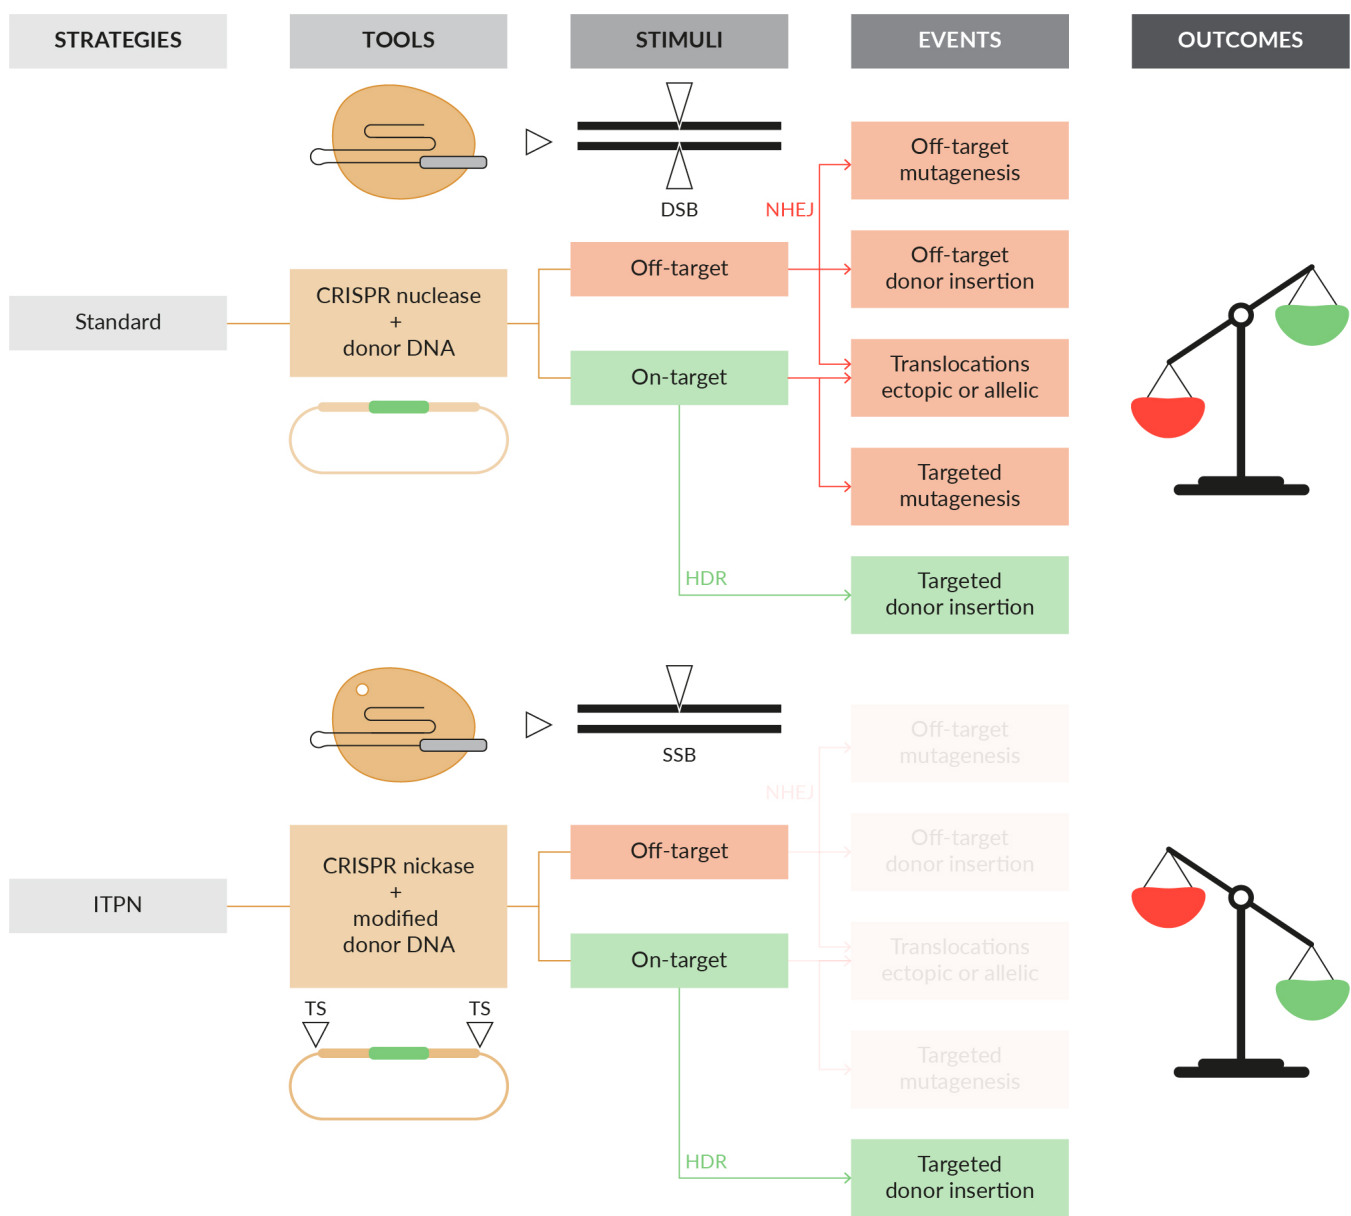 STRATEGIES
TOOLS
STIMULI
EVENTS
OUTCOMES
DSB
NHEJ
Off-target
mutagenesis
Off-target
Off-target
donor insertion
Standard
CRISPR nuclease
+
donor DNA
On-target
Translocations
ectopic or allelic
Targeted
mutagenesis
HDR
Targeted
donor insertion
SSB
NHEJ
Off-target
mutagenesis
Off-target
Off-target
donor insertion
ITPN
CRISPR nickase
+
modified
donor DNA
On-target
Translocations
ectopic or allelic
TS
TS
Targeted
mutagenesis
HDR
Targeted
donor insertion